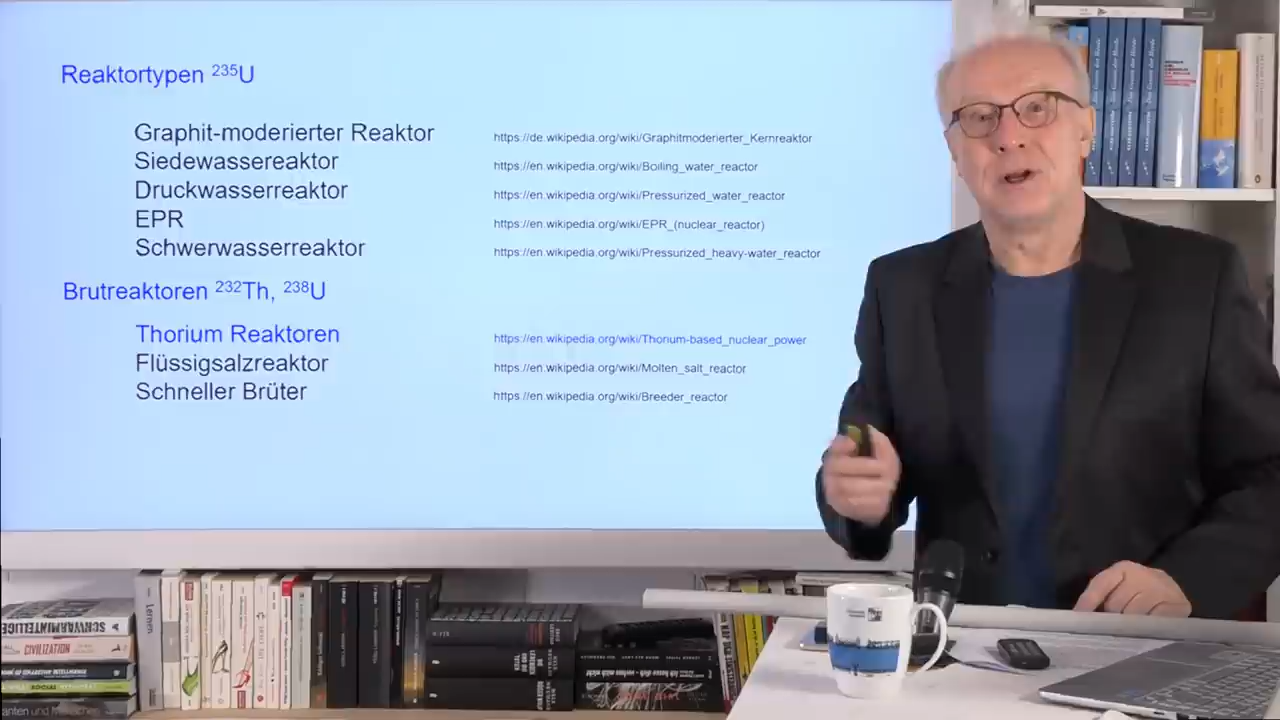 Reaktortypen ²³⁵U
Graphit-moderierter Reaktor https://de.wikipedia.org/wiki/Graphitmoderierter_Kernreaktor
Siedewassereaktor https://en.wikipedia.org/wiki/Boiling_water_reactor
Druckwasserreaktor https://en.wikipedia.org/wiki/Pressurized_water_reactor
EPR https://en.wikipedia.org/wiki/EPR_(nuclear_reactor)
Schwerwasserreaktor https://en.wikipedia.org/wiki/Pressurized_heavy-water_reactor
Brutreaktoren ²³²Th, ²³⁸U
Thorium Reaktoren https://en.wikipedia.org/wiki/Thorium-based_nuclear_power
Flüssigsalzreaktor https://en.wikipedia.org/wiki/Molten_salt_reactor
Schneller Brüter https://en.wikipedia.org/wiki/Breeder_reactor
SCHWARMINTELLIGE
CIVILIZATION
Lernen